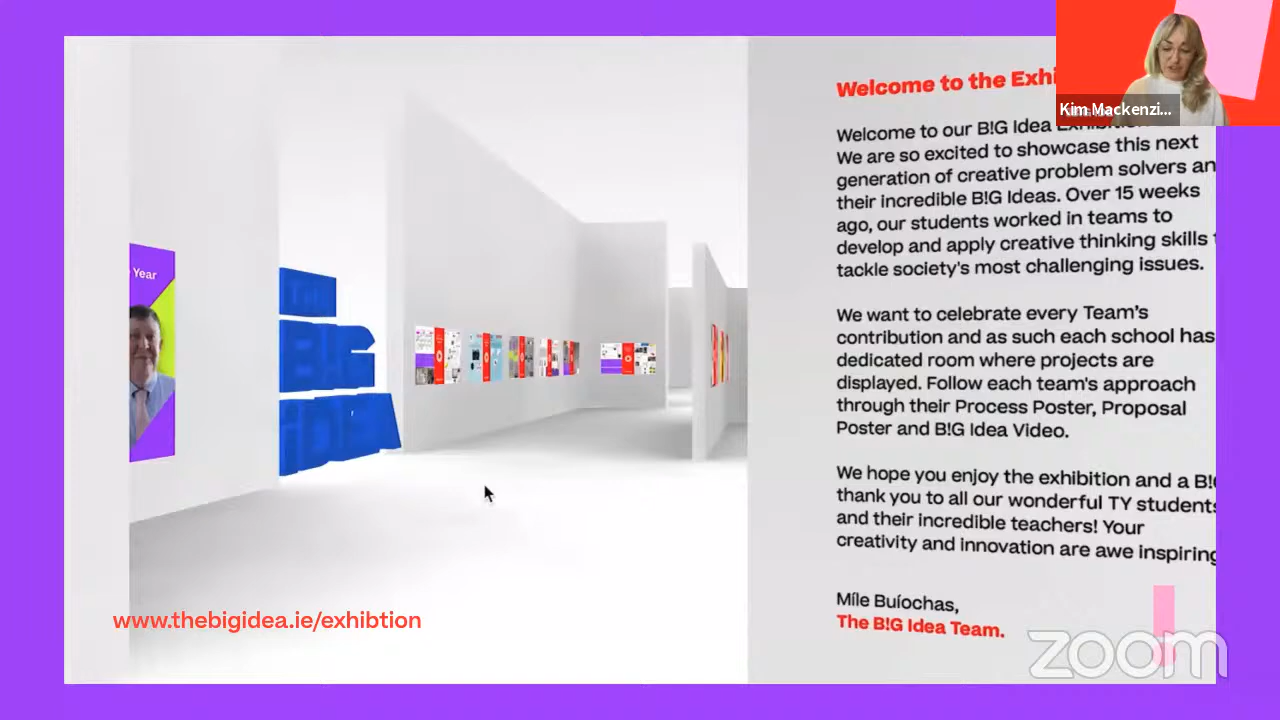 Welcome to the Exhi
Kim Mackenzi...
Welcome to our B!G Idea Exhibition
We are so excited to showcase this next
generation of creative problem solvers an
their incredible B!G Ideas. Over 15 weeks
ago, our students worked in teams to
develop and apply creative thinking skills
tackle society's most challenging issues.
We want to celebrate every Team's
contribution and as such each school has
dedicated room where projects are
displayed. Follow each team's approach
through their Process Poster, Proposal
Poster and B!G Idea Video.
We hope you enjoy the exhibition and a B!G
thank you to all our wonderful TY students
and their incredible teachers! Your
creativity and innovation are awe inspiring
Míle Buíochas,
The B!G Idea Team.
Year
THE
B!G
IDEA
www.thebigidea.ie/exhibtion
zoom